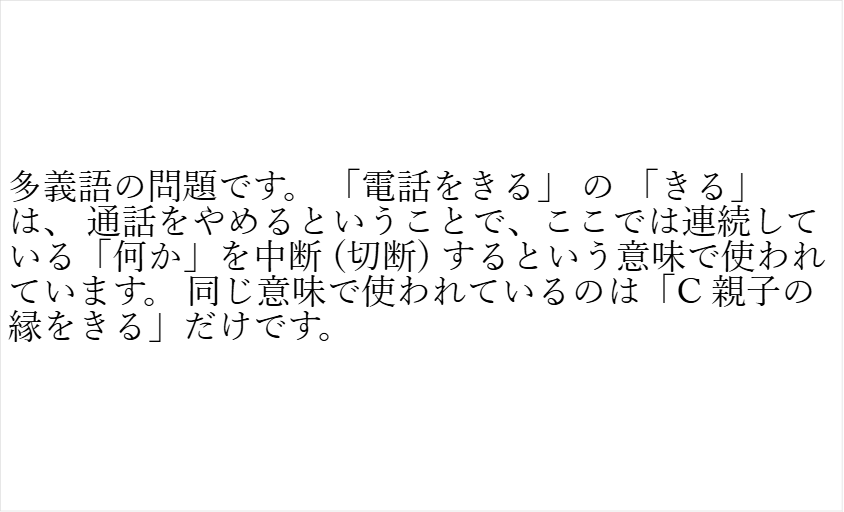 多義語の問題です。 「電話をきる」 の 「きる」
は、 通話をやめるということで、ここでは連続して
いる「何か」を中断 (切断) するという意味で使われ
ています。 同じ意味で使われているのは「C 親子の
縁をきる」だけです。